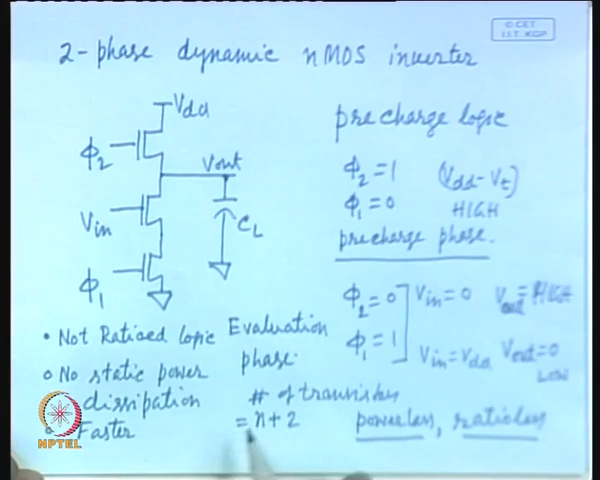 © CET
I.I.T. KGP
2-phase dynamic nMOS inverter
Vdd
Φ2
Vout
Vin
CL
Φ1
precharge logic
Φ2 = 1 (Vdd - Vt)
Φ1 = 0 HIGH
precharge phase.
Φ2 = 0 Vin = 0 Vout = HIGH
Φ1 = 1 Vin = Vdd Vout = 0
LOW
Evaluation
phase.
• Not Ratioed logic
o No static power
dissipation
o Faster
# of transistors
= n + 2
powerless, ratioless
NPTEL